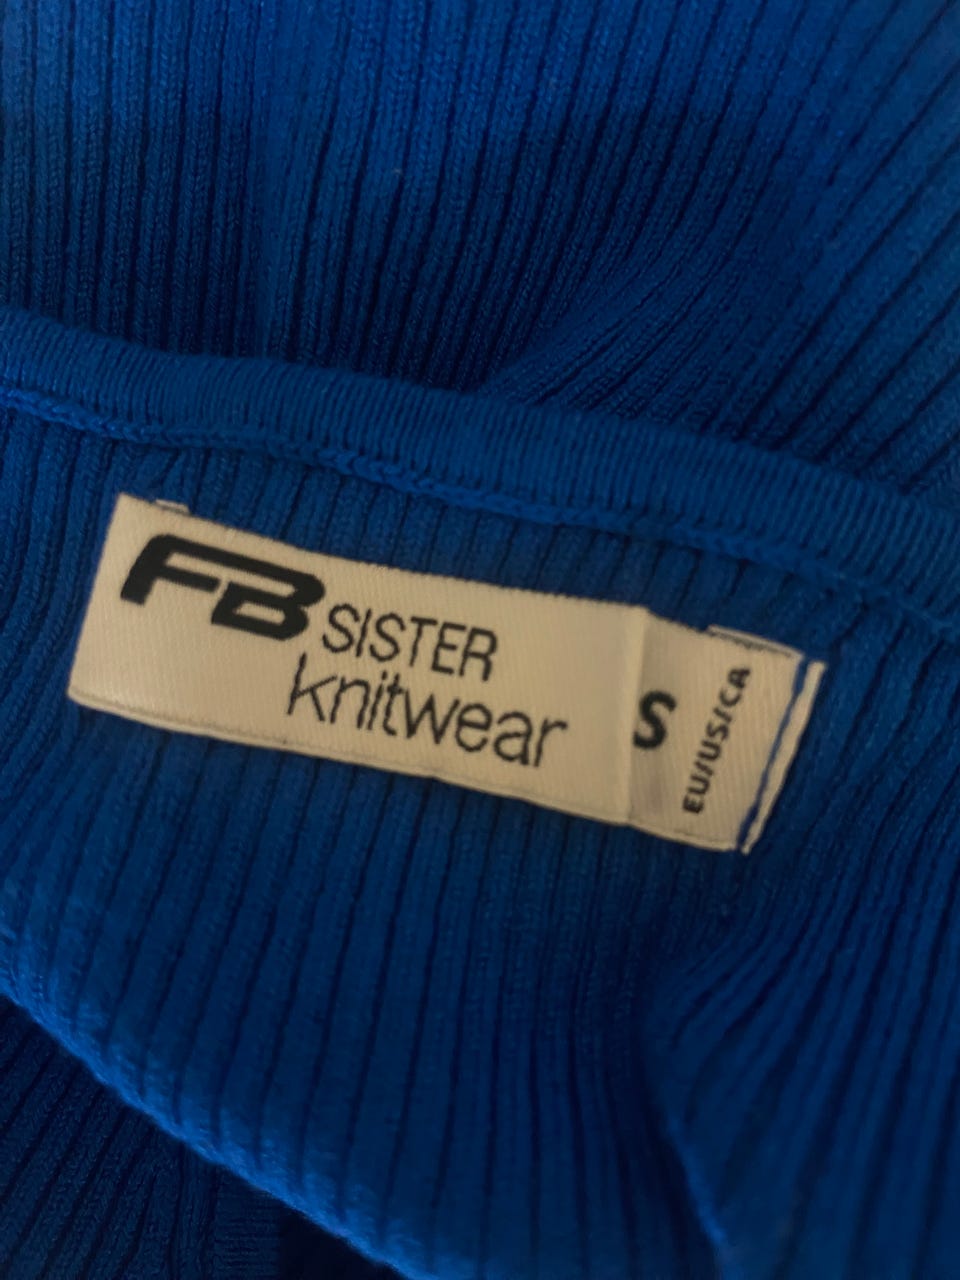 FB SISTER
knitwear
S
EU/US/CA